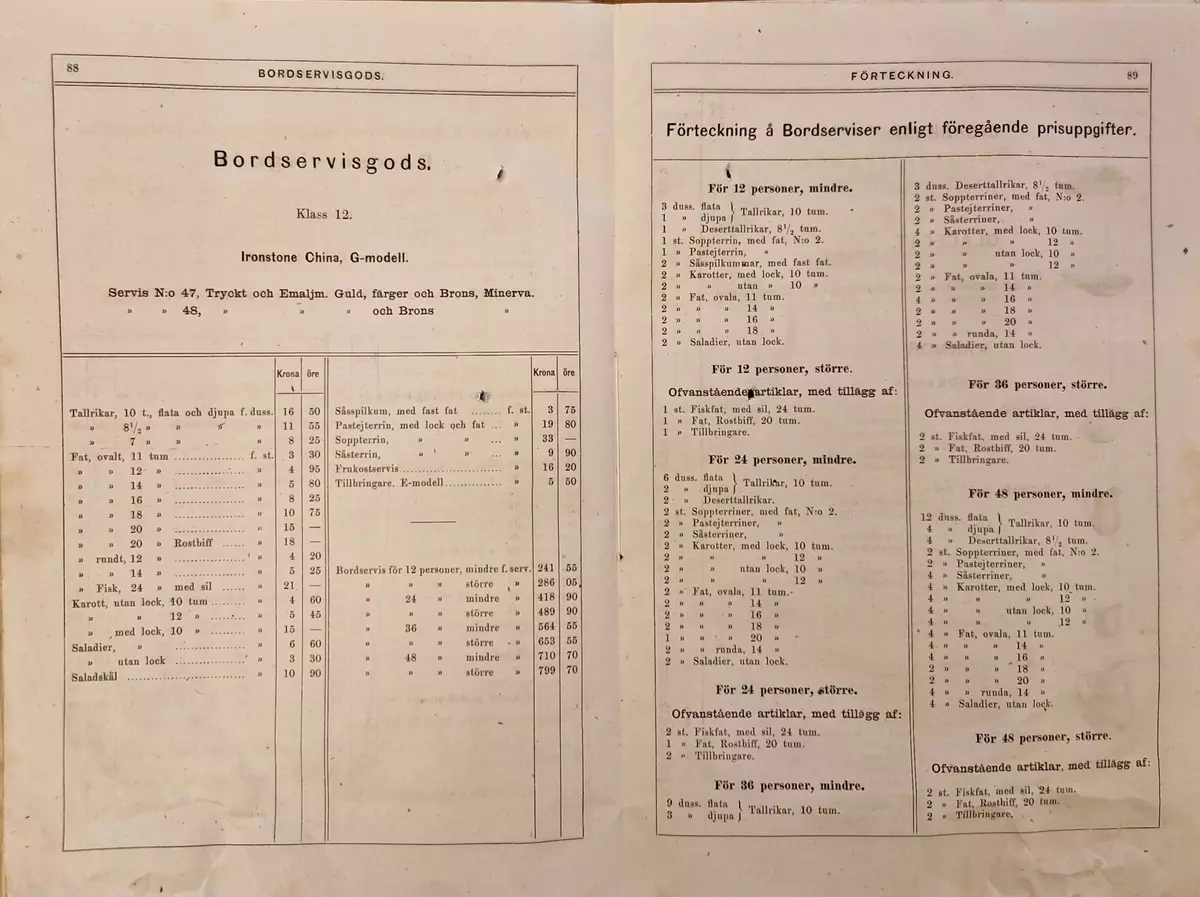 88
BORDSERVISGODS.
Bordservisgods.
Klass 12.
Ironstone China, G-modell.
Servis N:o 47, Tryckt och Emaljm. Guld, färger och Brons, Minerva.
» » 48, » » » och Brons »
Krona öre
Tallrikar, 10 t., flata och djupa f. duss. 16 50
» 8½ » » » » 11 55
» 7 » » » » 8 25
Fat, ovalt, 11 tum f. st. 3 30
» » 12 » » 4 95
» » 14 » » 5 80
» » 16 » » 8 25
» » 18 » » 10 75
» » 20 » » 15 —
» » 20 » Rostbiff » 18 —
» rundt, 12 » » 4 20
» » 14 » » 5 25
» Fisk, 24 » med sil » 21 —
Karott, utan lock, 10 tum » 4 60
» » 12 » » 5 45
» med lock, 10 » » 15 —
Saladier, » » 6 60
» utan lock » 3 30
Saladskål » 10 90
Krona öre
Såsspilkum, med fast fat f. st. 3 75
Pastejterrin, med lock och fat » 19 80
Soppterrin, » » » 33 —
Såsterrin, » » » 9 90
Frukostservis » 16 20
Tillbringare. E-modell » 5 50
Bordservis för 12 personer, mindre f. serv. 241 55
» » » större » 286 05
» 24 » mindre » 418 90
» » » större » 489 90
» 36 » mindre » 564 55
» » » större » 653 55
» 48 » mindre » 710 70
» » » större » 799 70
FÖRTECKNING.
89
Förteckning å Bordserviser enligt föregående prisuppgifter.
För 12 personer, mindre.
3 duss. flata } Tallrikar, 10 tum.
1 » djupa
1 » Deserttallrikar, 8½ tum.
1 st. Soppterrin, med fat, N:o 2.
1 » Pastejterrin, »
2 » Såsspilkummar, med fast fat.
2 » Karotter, med lock, 10 tum.
2 » » utan » 10 »
2 » Fat, ovala, 11 tum.
2 » » » 14 »
2 » » » 16 »
2 » » » 18 »
2 » Saladier, utan lock.
För 12 personer, större.
Ofvanstående artiklar, med tillägg af:
1 st. Fiskfat, med sil, 24 tum.
1 » Fat, Rostbiff, 20 tum.
1 » Tillbringare.
För 24 personer, mindre.
6 duss. flata } Tallrikar, 10 tum.
2 » djupa
2 » Deserttallrikar.
2 st. Soppterriner, med fat, N:o 2.
2 » Pastejterriner, »
2 » Såsterriner, »
2 » Karotter, med lock, 10 tum.
2 » » » 12 »
2 » » utan lock, 10 »
2 » » » 12 »
2 » Fat, ovala, 11 tum.
2 » » » 14 »
2 » » » 16 »
2 » » » 18 »
1 » » » 20 »
2 » » runda, 14 »
2 » Saladier, utan lock.
För 24 personer, större.
Ofvanstående artiklar, med tillägg af:
2 st. Fiskfat, med sil, 24 tum.
1 » Fat, Rostbiff, 20 tum.
2 » Tillbringare.
För 36 personer, mindre.
9 duss. flata } Tallrikar, 10 tum.
3 » djupa
3 duss. Deserttallrikar, 8½ tum.
2 st. Soppterriner, med fat, N:o 2.
2 » Pastejterriner, »
2 » Såsterriner, »
4 » Karotter, med lock, 10 tum.
2 » » » 12 »
2 » » utan lock, 10 »
2 » » » 12 »
2 » Fat, ovala, 11 tum.
2 » » » 14 »
4 » » » 16 »
2 » » » 18 »
2 » » » 20 »
2 » » runda, 14 »
4 » Saladier, utan lock.
För 36 personer, större.
Ofvanstående artiklar, med tillägg af:
2 st. Fiskfat, med sil, 24 tum.
2 » Fat, Rostbiff, 20 tum.
2 » Tillbringare.
För 48 personer, mindre.
12 duss. flata } Tallrikar, 10 tum.
4 » djupa
4 » Deserttallrikar, 8½ tum.
2 st. Soppterriner, med fat, N:o 2.
2 » Pastejterriner, »
4 » Såsterriner, »
4 » Karotter, med lock, 10 tum.
4 » » » 12 »
4 » » utan lock, 10 »
4 » » » 12 »
4 » Fat, ovala, 11 tum.
4 » » » 14 »
4 » » » 16 »
2 » » » 18 »
2 » » » 20 »
4 » » runda, 14 »
4 » Saladier, utan lock.
För 48 personer, större.
Ofvanstående artiklar, med tillägg af:
2 st. Fiskfat, med sil, 24 tum.
2 » Fat, Rostbiff, 20 tum.
2 » Tillbringare.